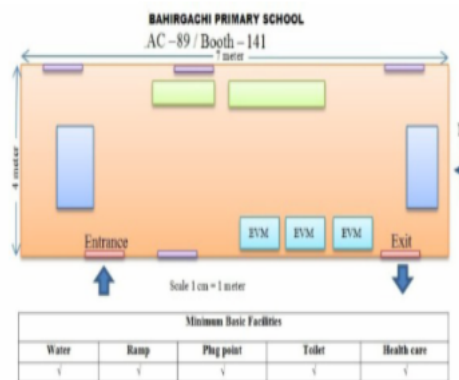 BAHIRGACHI PRIMARY SCHOOL
AC -89 / Booth -141
7 meter
4 meter
EVM EVM EVM
Entrance Exit
Scale 1 cm = 1 meter
Minimum Basic Facilities
Water Ramp Plug point Toilet Health care
√ √ √ √ √